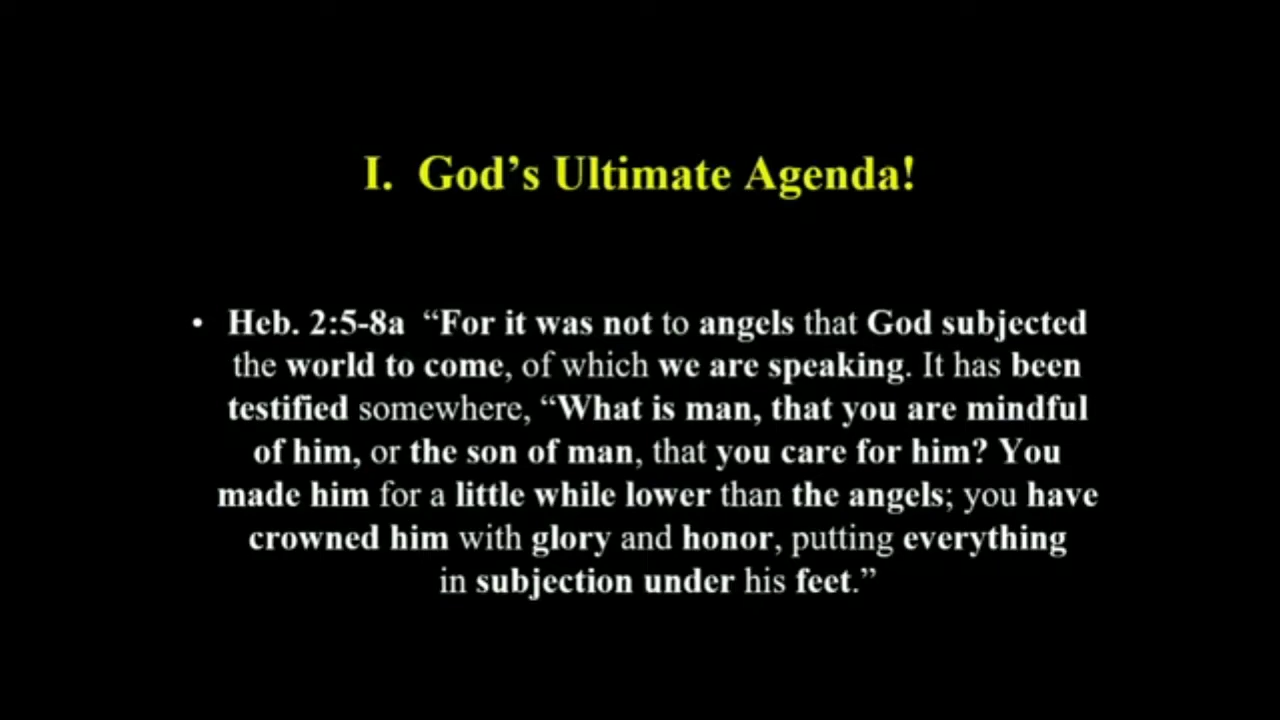 I.  God’s Ultimate Agenda!
• Heb. 2:5-8a  “For it was not to angels that God subjected
the world to come, of which we are speaking. It has been
testified somewhere, “What is man, that you are mindful
of him, or the son of man, that you care for him? You
made him for a little while lower than the angels; you have
crowned him with glory and honor, putting everything
in subjection under his feet.”